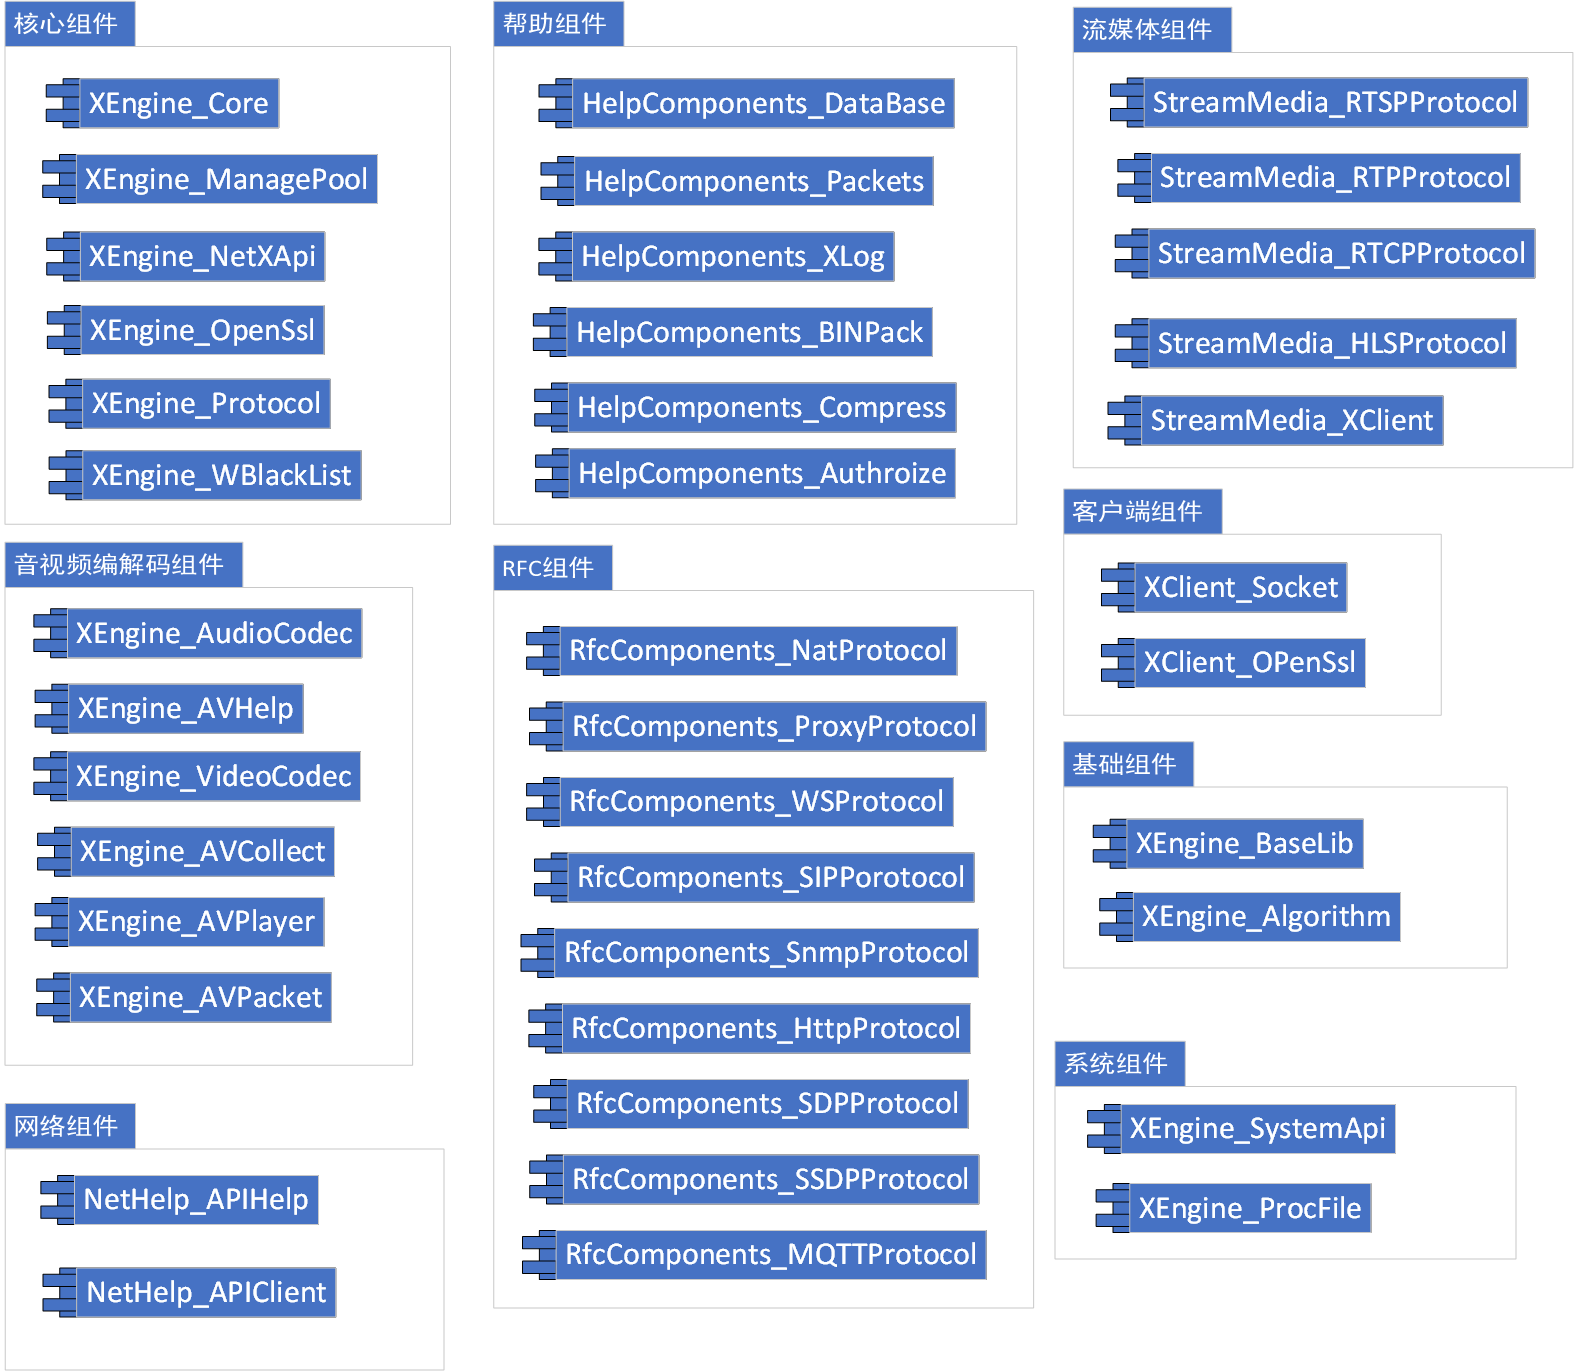 核心组件
XEngine_Core
XEngine_ManagePool
XEngine_NetXApi
XEngine_OpenSsl
XEngine_Protocol
XEngine_WBlackList
帮助组件
HelpComponents_DataBase
HelpComponents_Packets
HelpComponents_XLog
HelpComponents_BINPack
HelpComponents_Compress
HelpComponents_Authroize
流媒体组件
StreamMedia_RTSPProtocol
StreamMedia_RTPProtocol
StreamMedia_RTCPProtocol
StreamMedia_HLSProtocol
StreamMedia_XClient
音视频编解码组件
XEngine_AudioCodec
XEngine_AVHelp
XEngine_VideoCodec
XEngine_AVCollect
XEngine_AVPlayer
XEngine_AVPacket
RFC组件
RfcComponents_NatProtocol
RfcComponents_ProxyProtocol
RfcComponents_WSProtocol
RfcComponents_SIPPorotocol
RfcComponents_SnmpProtocol
RfcComponents_HttpProtocol
RfcComponents_SDPProtocol
RfcComponents_SSDPProtocol
RfcComponents_MQTTProtocol
客户端组件
XClient_Socket
XClient_OPenSsl
基础组件
XEngine_BaseLib
XEngine_Algorithm
系统组件
XEngine_SystemApi
XEngine_ProcFile
网络组件
NetHelp_APIHelp
NetHelp_APIClient